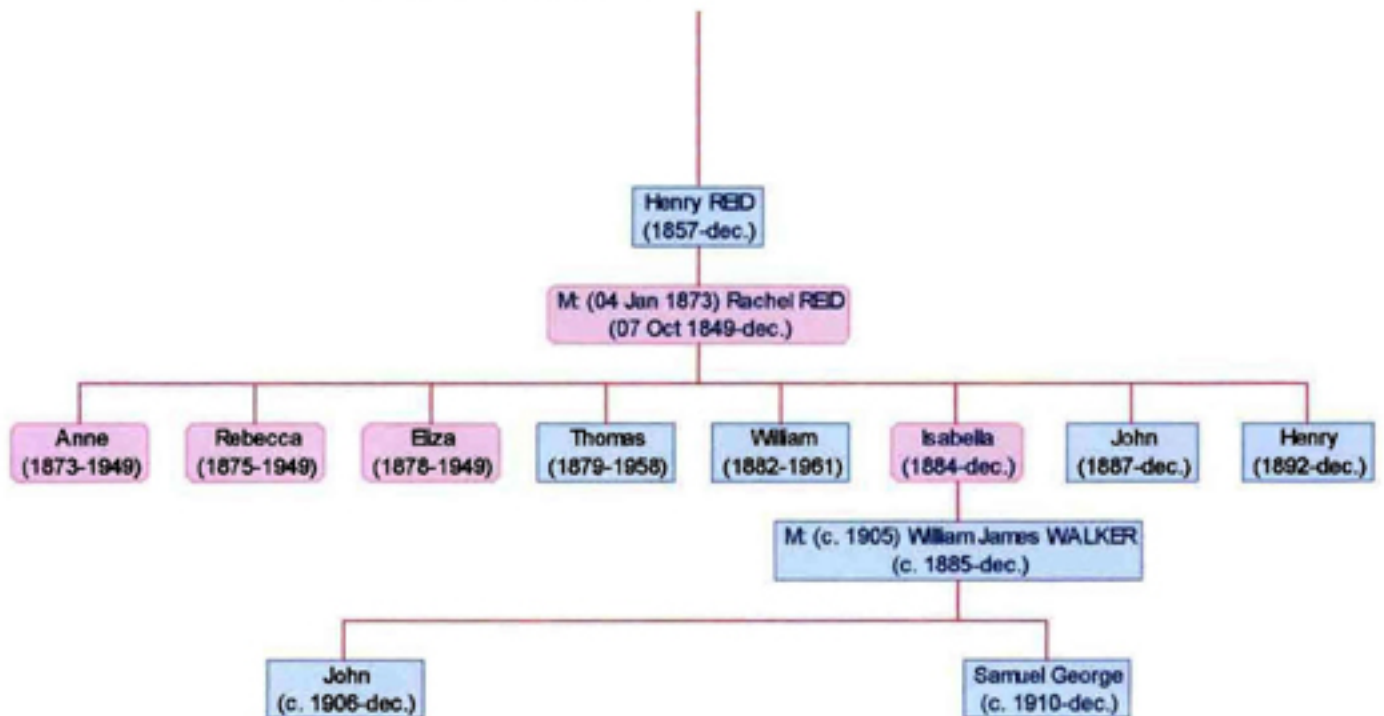 Henry REID
(1857-dec.)
M: (04 Jan 1873) Rachel REID
(07 Oct 1849-dec.)
Anne
(1873-1949)
Rebecca
(1875-1949)
Eliza
(1878-1949)
Thomas
(1879-1958)
William
(1882-1961)
Isabella
(1884-dec.)
John
(1887-dec.)
Henry
(1892-dec.)
M: (c. 1905) William James WALKER
(c. 1885-dec.)
John
(c. 1906-dec.)
Samuel George
(c. 1910-dec.)